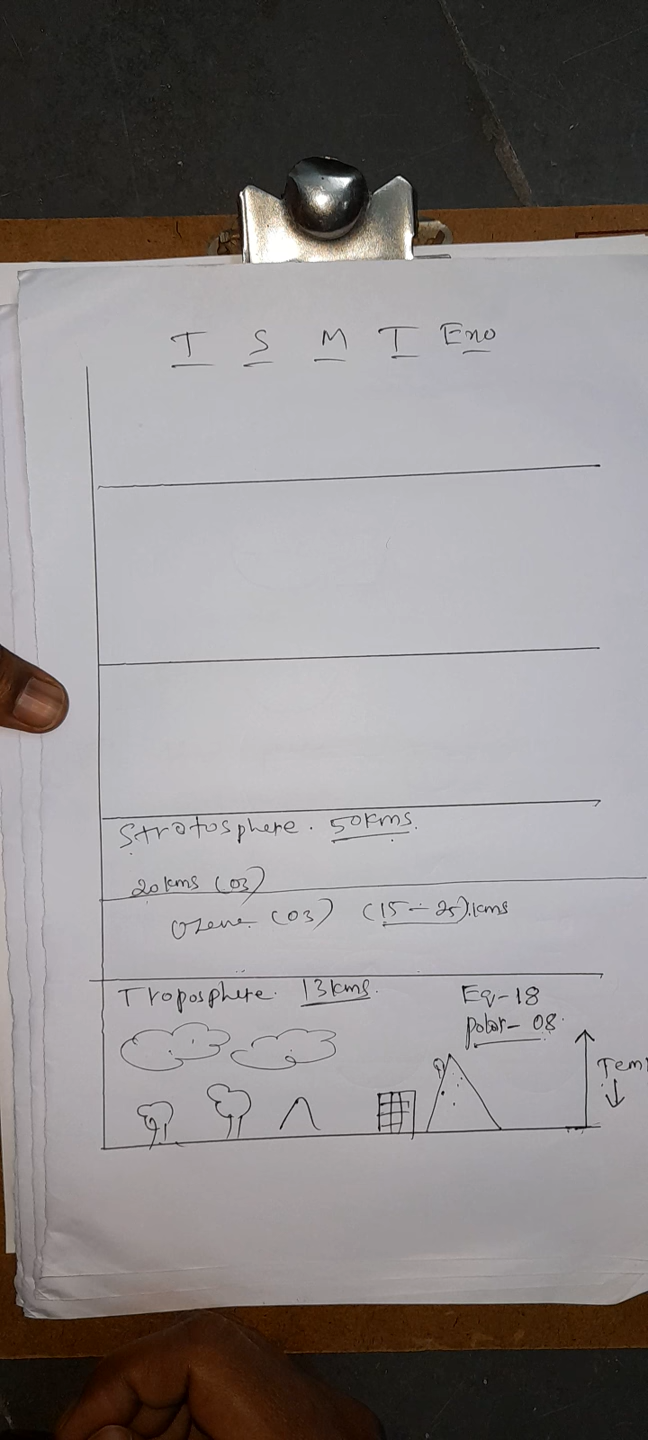 T S M T Exo
Stratosphere. 50kms.
20kms (O3)
Ozone (O3) (15-25).kms
Troposphere. 13kms.
Eq-18
polar- 08.
Tem